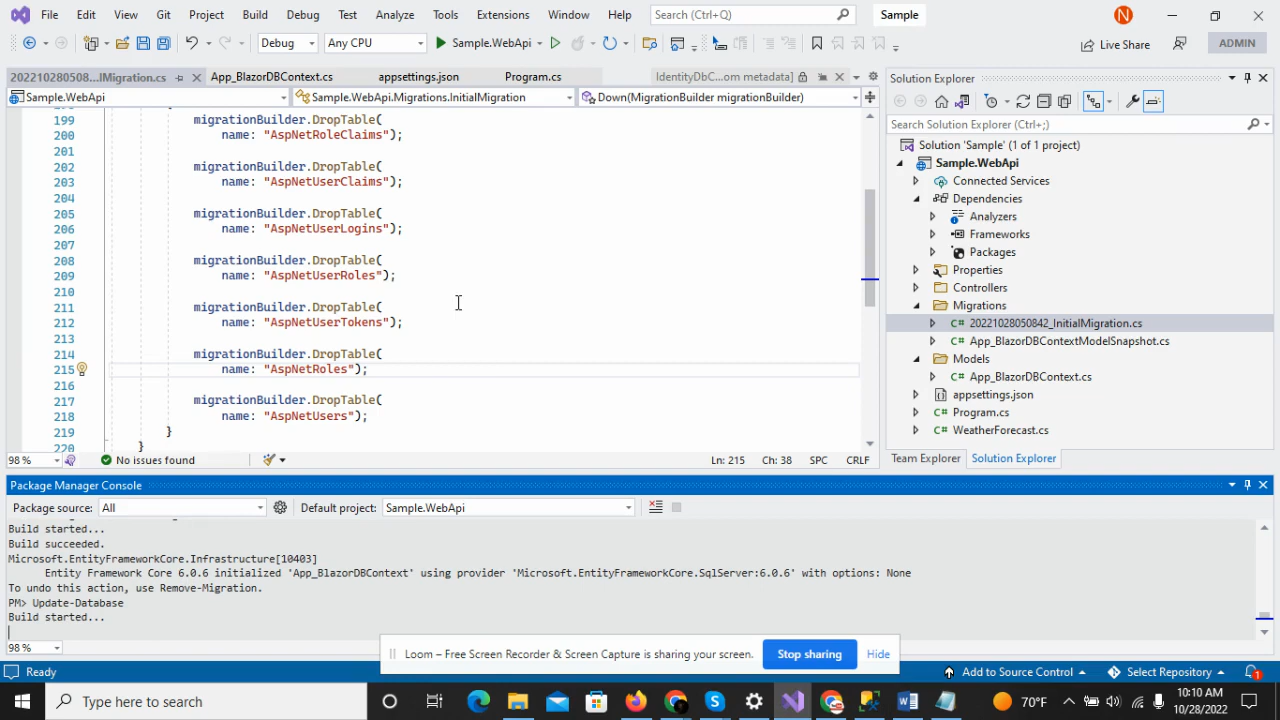 File Edit View Git Project Build Debug Test Analyze Tools Extensions Window Help Search (Ctrl+Q) Sample N
Debug Any CPU Sample.WebApi Live Share ADMIN
202210280508...lMigration.cs App_BlazorDBContext.cs appsettings.json Program.cs IdentityDbC...om metadata]
Sample.WebApi Sample.WebApi.Migrations.InitialMigration Down(MigrationBuilder migrationBuilder)
199 migrationBuilder.DropTable(
200 name: "AspNetRoleClaims");
201
202 migrationBuilder.DropTable(
203 name: "AspNetUserClaims");
204
205 migrationBuilder.DropTable(
206 name: "AspNetUserLogins");
207
208 migrationBuilder.DropTable(
209 name: "AspNetUserRoles");
210
211 migrationBuilder.DropTable(
212 name: "AspNetUserTokens");
213
214 migrationBuilder.DropTable(
215 name: "AspNetRoles");
216
217 migrationBuilder.DropTable(
218 name: "AspNetUsers");
219 }
220 }
98 % No issues found Ln: 215 Ch: 38 SPC CRLF
Solution Explorer
Search Solution Explorer (Ctrl+;)
Solution 'Sample' (1 of 1 project)
Sample.WebApi
Connected Services
Dependencies
Analyzers
Frameworks
Packages
Properties
Controllers
Migrations
C# 20221028050842_InitialMigration.cs
C# App_BlazorDBContextModelSnapshot.cs
Models
C# App_BlazorDBContext.cs
appsettings.json
C# Program.cs
C# WeatherForecast.cs
Team Explorer Solution Explorer
Package Manager Console
Package source: All Default project: Sample.WebApi
Build started...
Build succeeded.
Microsoft.EntityFrameworkCore.Infrastructure[10403]
Entity Framework Core 6.0.6 initialized 'App_BlazorDBContext' using provider 'Microsoft.EntityFrameworkCore.SqlServer:6.0.6' with options: None
To undo this action, use Remove-Migration.
PM> Update-Database
Build started...
98 %
Loom – Free Screen Recorder & Screen Capture is sharing your screen. Stop sharing Hide
Ready Add to Source Control Select Repository 1
Type here to search 70°F 10:10 AM
10/28/2022